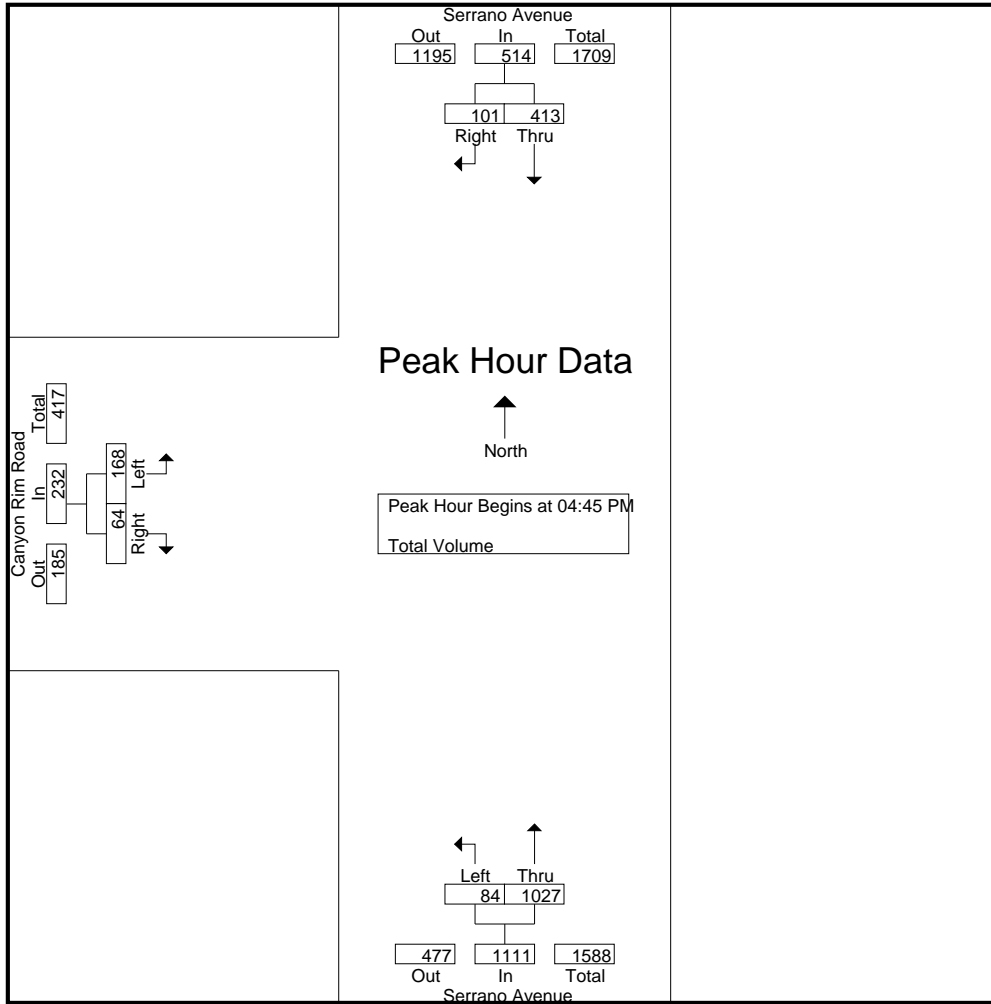 Serrano Avenue
Out In Total
1195 514 1709
101 413
Right Thru
Peak Hour Data
North
Peak Hour Begins at 04:45 PM
Total Volume
Canyon Rim Road
Out In Total
185 232 417
Right Left
64 168
Left Thru
84 1027
477 1111 1588
Out In Total
Serrano Avenue